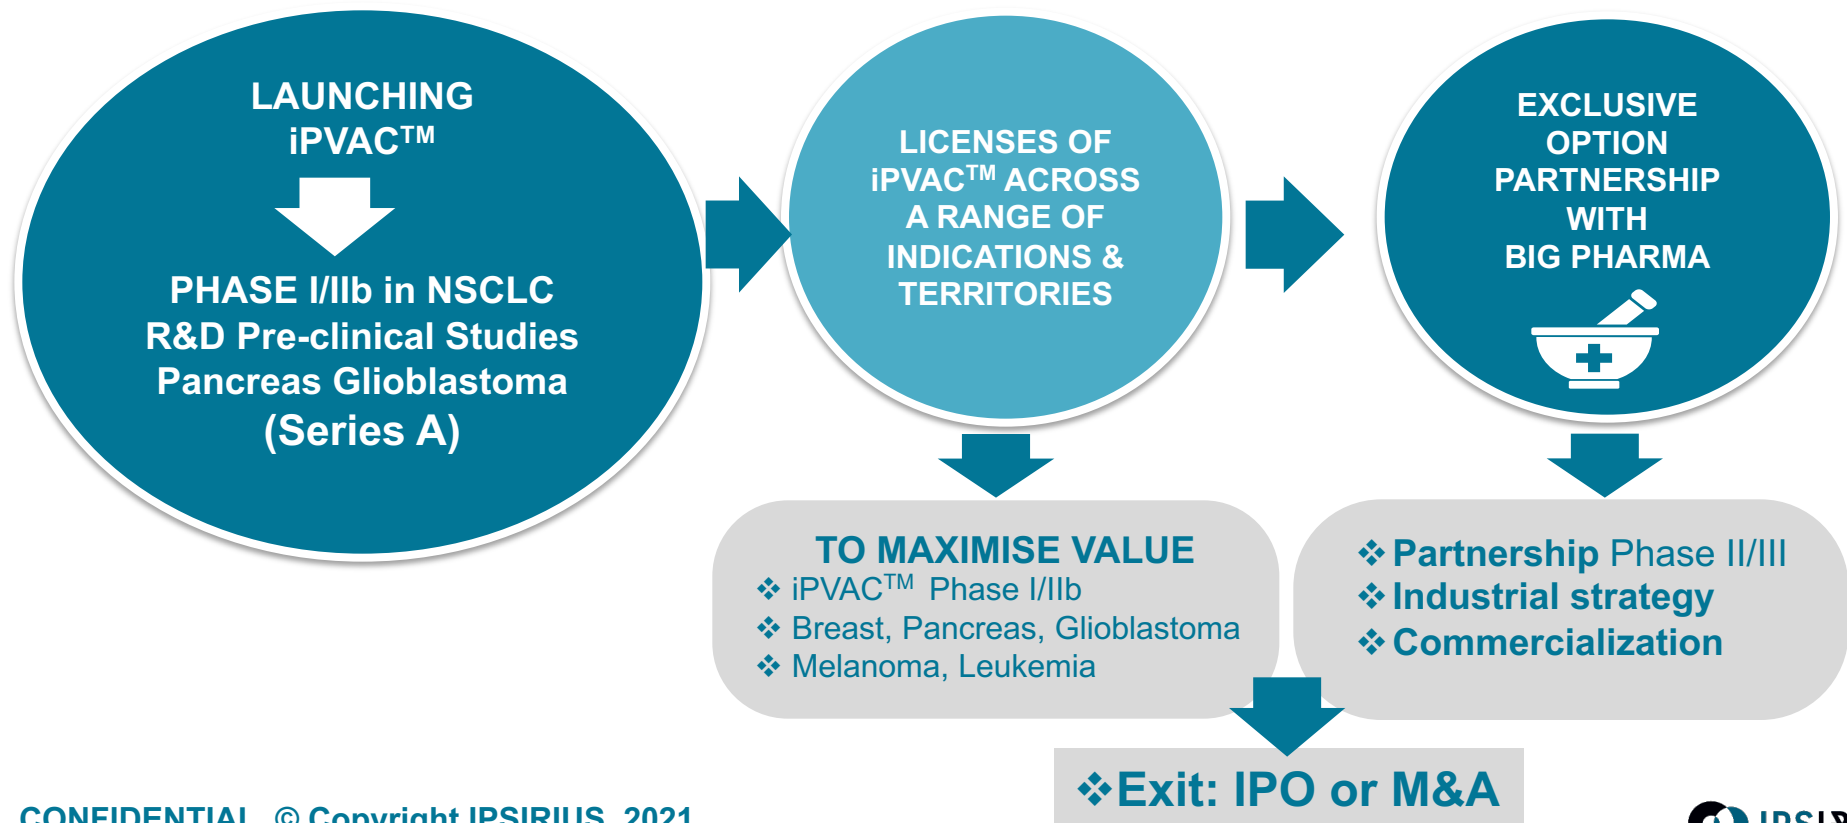 LAUNCHING
iPVAC™
PHASE I/IIb in NSCLC
R&D Pre-clinical Studies
Pancreas Glioblastoma
(Series A)
LICENSES OF
iPVAC™ ACROSS
A RANGE OF
INDICATIONS &
TERRITORIES
EXCLUSIVE
OPTION
PARTNERSHIP
WITH
BIG PHARMA
TO MAXIMISE VALUE
❖ iPVAC™ Phase I/IIb
❖ Breast, Pancreas, Glioblastoma
❖ Melanoma, Leukemia
❖ Partnership Phase II/III
❖ Industrial strategy
❖ Commercialization
❖Exit: IPO or M&A
CONFIDENTIAL © Copyright IPSIRIUS 2021